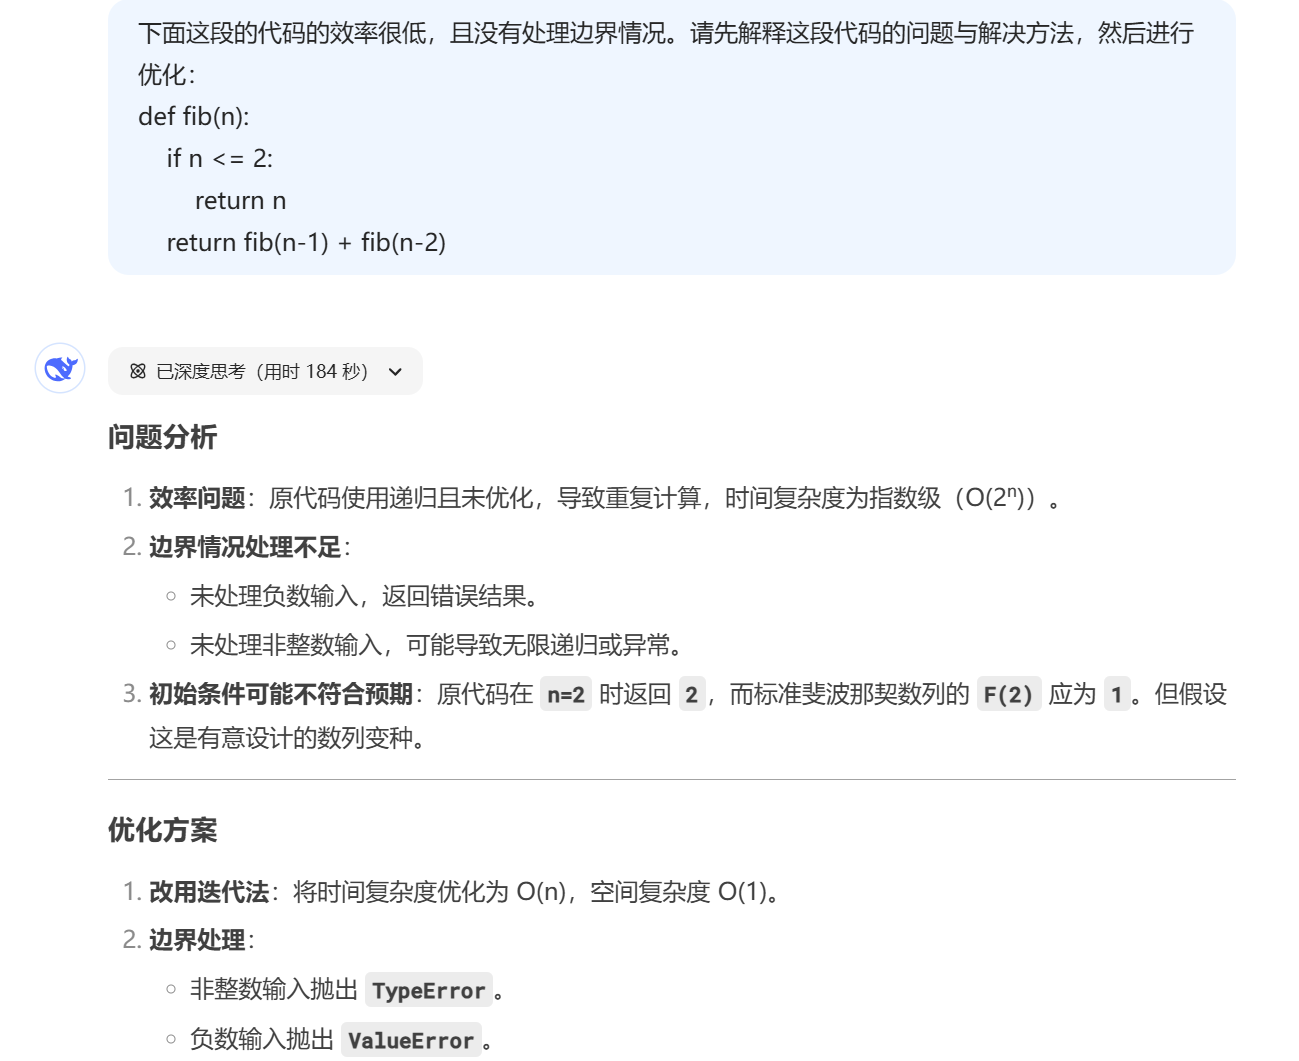 下面这段的代码的效率很低，且没有处理边界情况。请先解释这段代码的问题与解决方法，然后进行
优化：
def fib(n):
    if n <= 2:
        return n
    return fib(n-1) + fib(n-2)
已深度思考（用时 184 秒）
问题分析
1. 效率问题：原代码使用递归且未优化，导致重复计算，时间复杂度为指数级（O(2ⁿ)）。
2. 边界情况处理不足：
○ 未处理负数输入，返回错误结果。
○ 未处理非整数输入，可能导致无限递归或异常。
3. 初始条件可能不符合预期：原代码在 n=2 时返回 2，而标准斐波那契数列的 F(2) 应为 1。但假设
这是有意设计的数列变种。
优化方案
1. 改用迭代法：将时间复杂度优化为 O(n)，空间复杂度 O(1)。
2. 边界处理：
○ 非整数输入抛出 TypeError。
○ 负数输入抛出 ValueError。